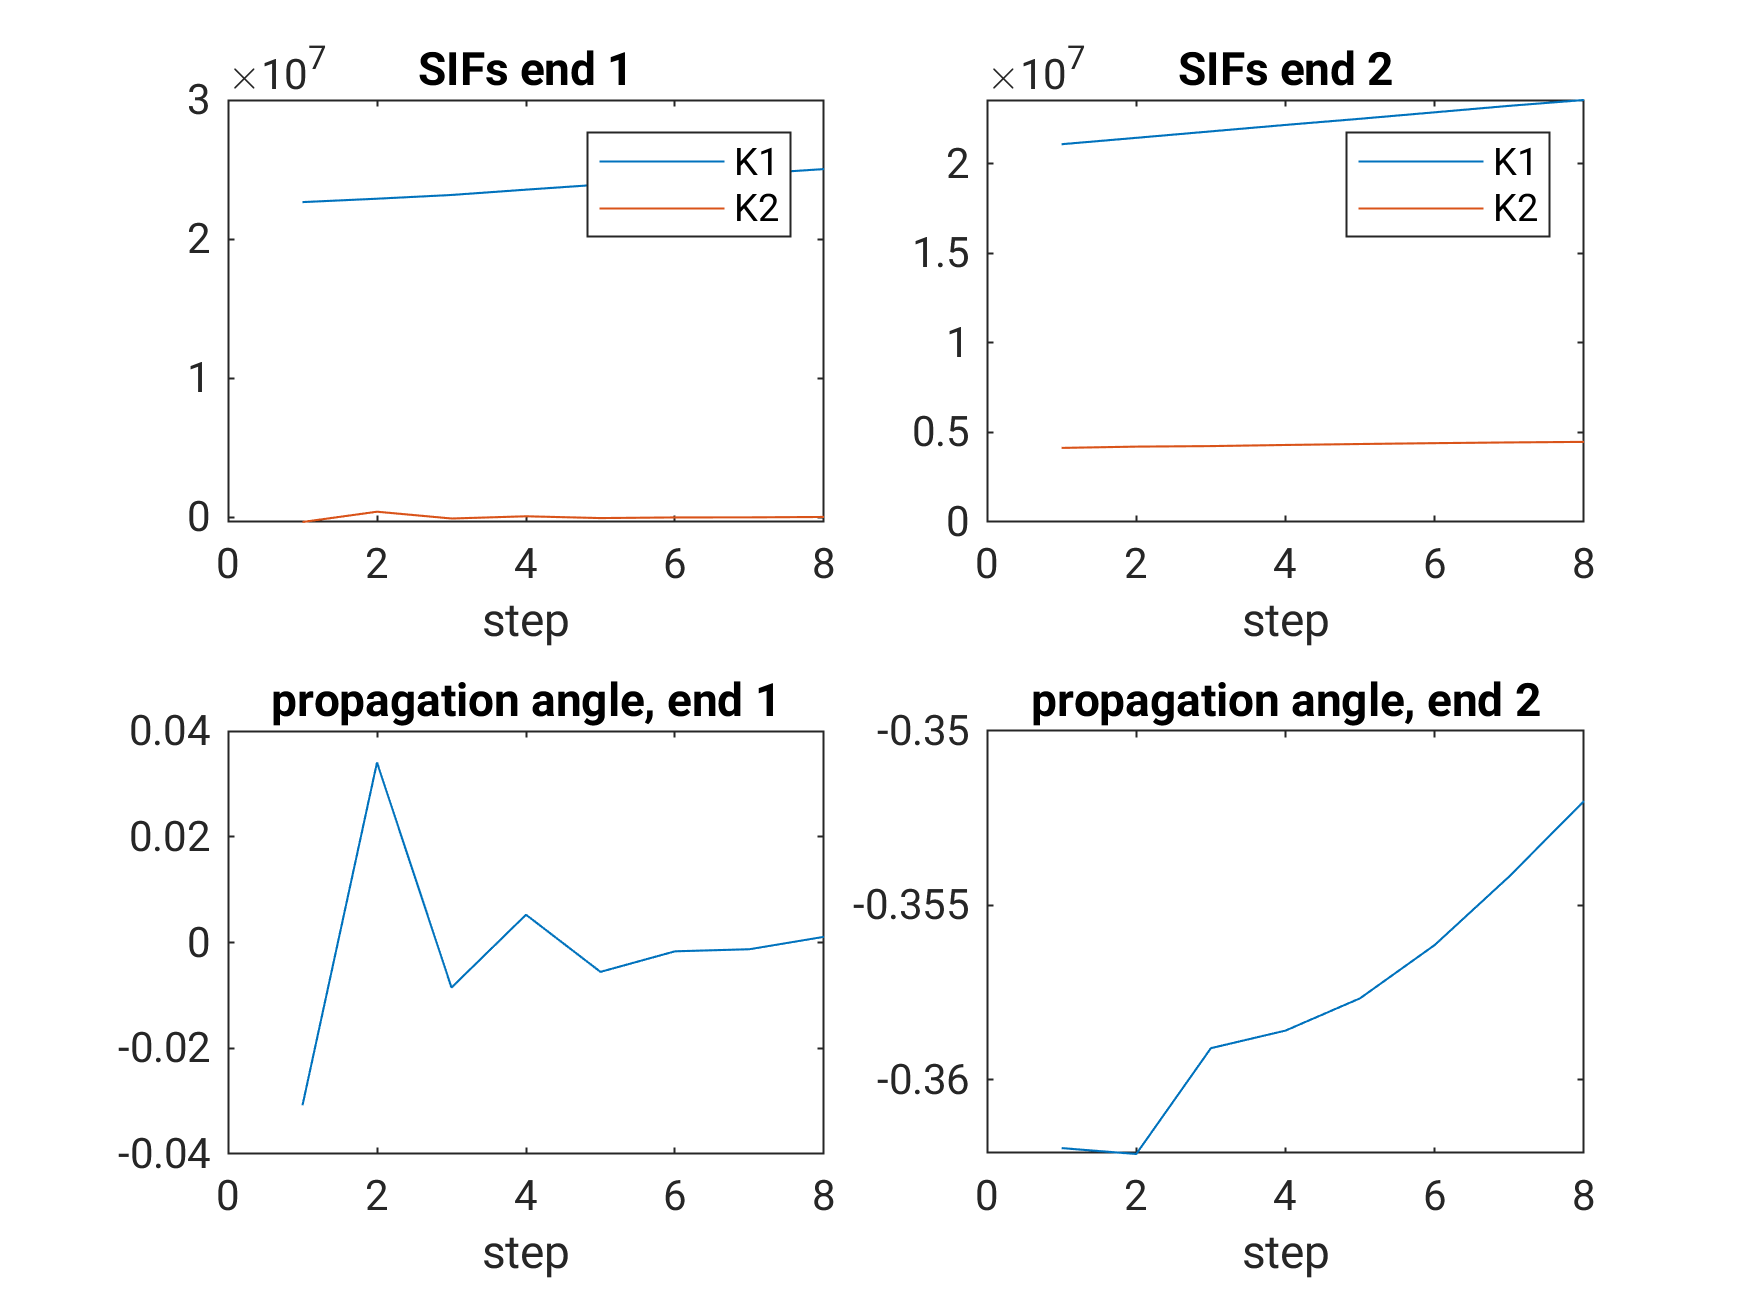 ×10⁷
SIFs end 1
3
2
1
0
K1
K2
0 2 4 6 8
step
×10⁷
SIFs end 2
2
1.5
1
0.5
0
K1
K2
0 2 4 6 8
step
propagation angle, end 1
0.04
0.02
0
-0.02
-0.04
0 2 4 6 8
step
propagation angle, end 2
-0.35
-0.355
-0.36
0 2 4 6 8
step